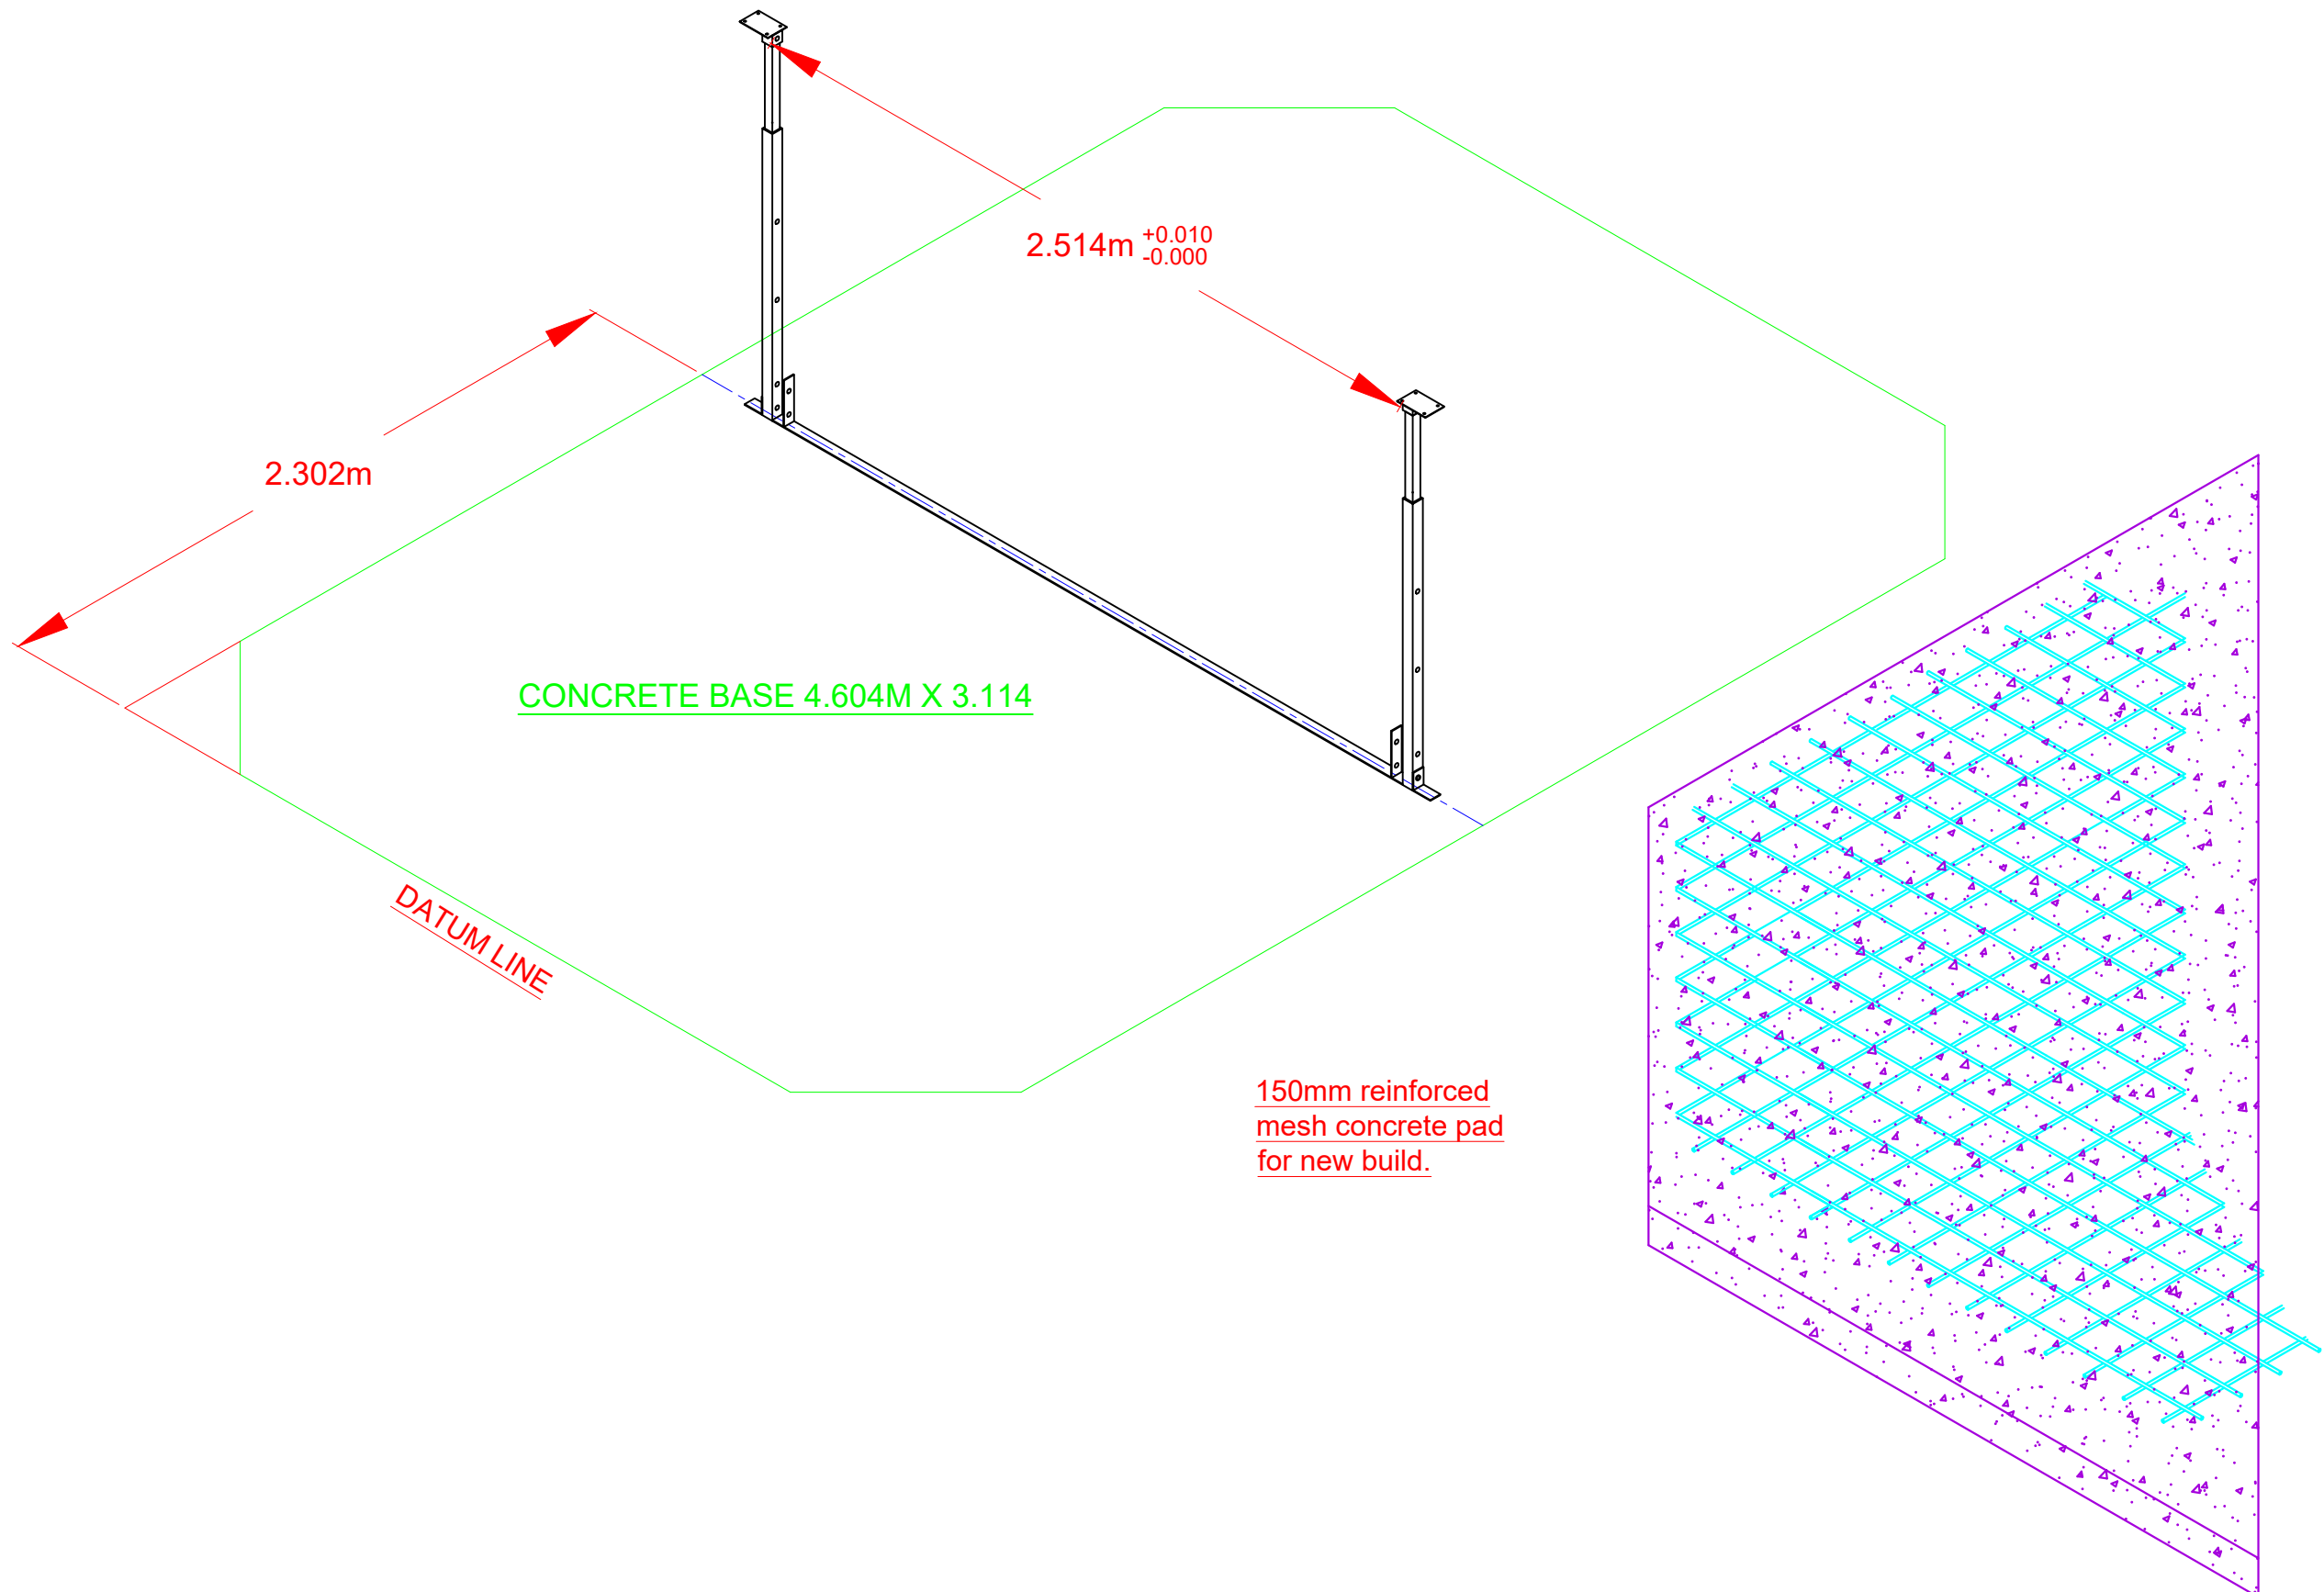 2.514m +0.010
-0.000
2.302m
CONCRETE BASE 4.604M X 3.114
DATUM LINE
150mm reinforced
mesh concrete pad
for new build.